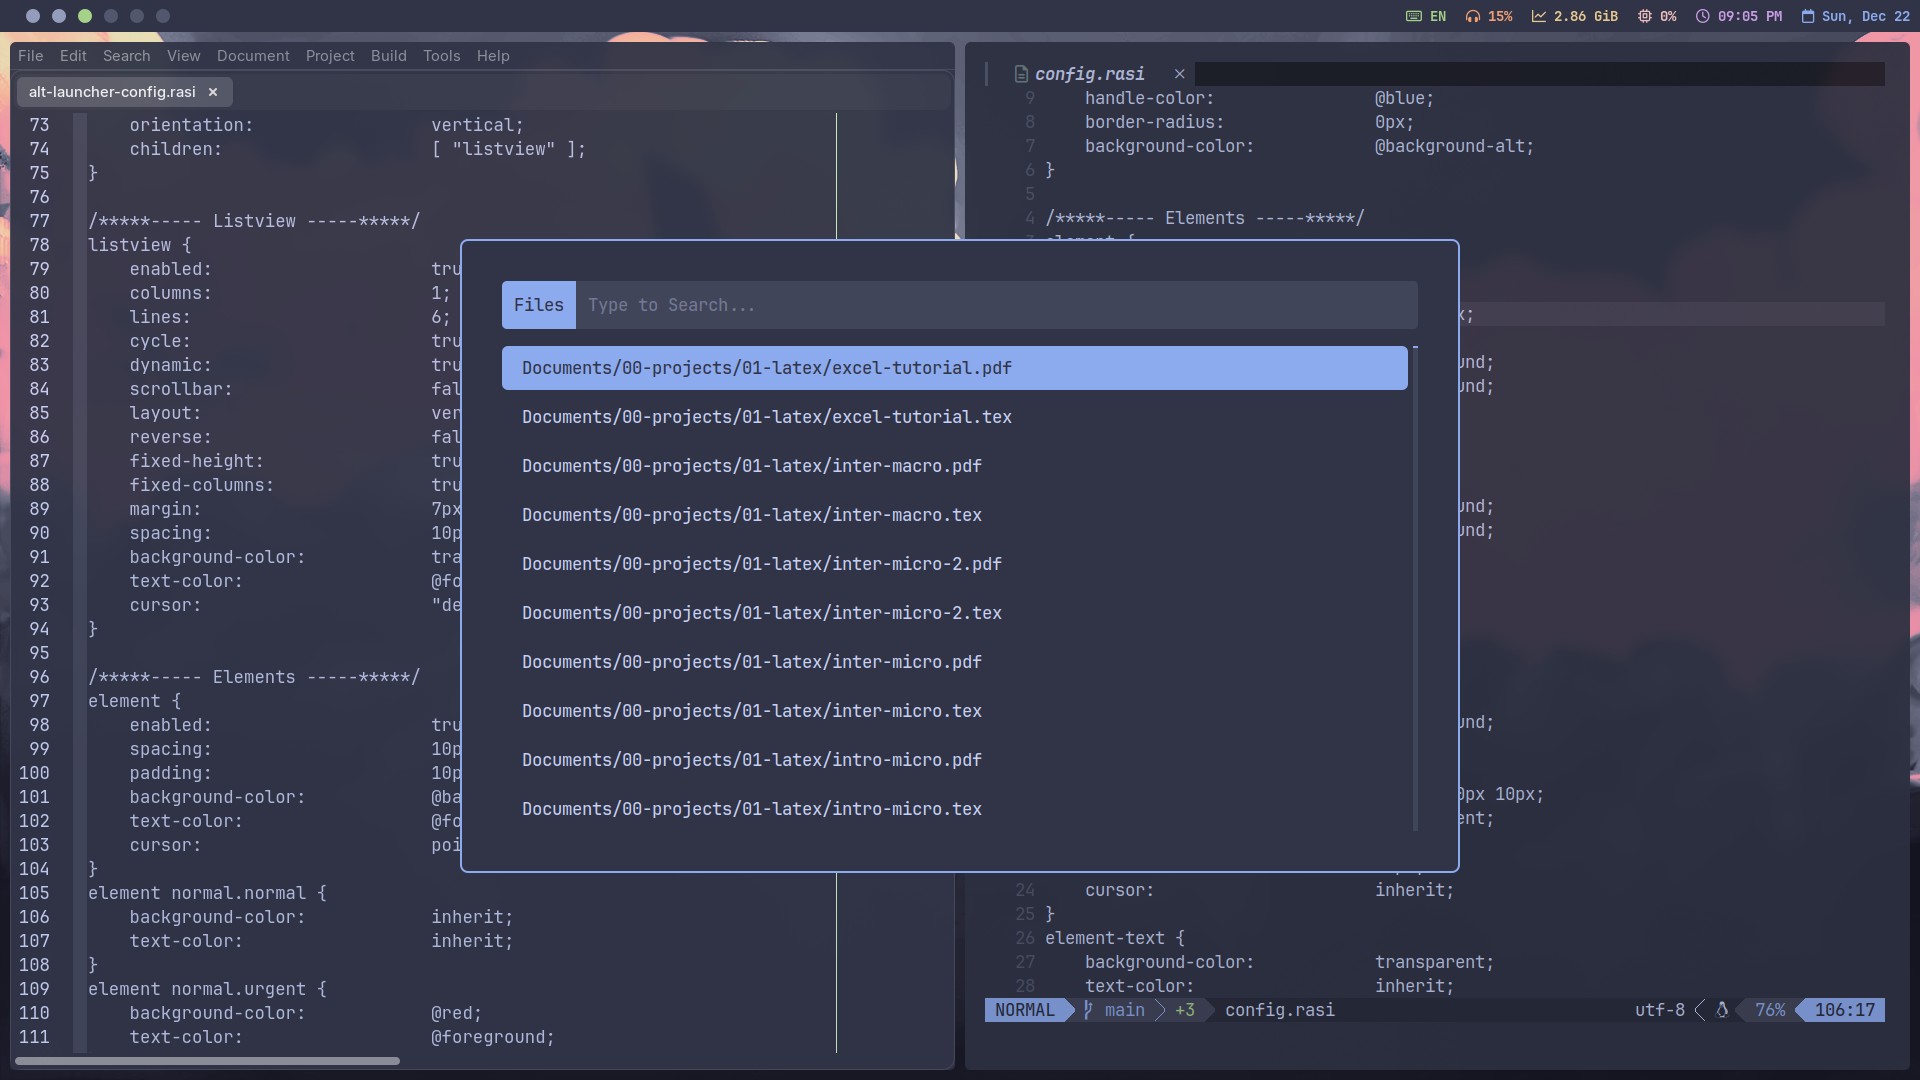 EN 15% 2.86 GiB 0% 09:05 PM Sun, Dec 22
File Edit Search View Document Project Build Tools Help
alt-launcher-config.rasi ×
73 orientation: vertical;
74 children: [ "listview" ];
75 }
76
77 /*****----- Listview -----*****/
78 listview {
79 enabled: tru
80 columns: 1;
81 lines: 6;
82 cycle: tru
83 dynamic: tru
84 scrollbar: fal
85 layout: ver
86 reverse: fal
87 fixed-height: tru
88 fixed-columns: tru
89 margin: 7px
90 spacing: 10p
91 background-color: tra
92 text-color: @fo
93 cursor: "de
94 }
95
96 /*****----- Elements -----*****/
97 element {
98 enabled: tru
99 spacing: 10p
100 padding: 10p
101 background-color: @ba
102 text-color: @fo
103 cursor: poi
104 }
105 element normal.normal {
106 background-color: inherit;
107 text-color: inherit;
108 }
109 element normal.urgent {
110 background-color: @red;
111 text-color: @foreground;
Files Type to Search...
Documents/00-projects/01-latex/excel-tutorial.pdf
Documents/00-projects/01-latex/excel-tutorial.tex
Documents/00-projects/01-latex/inter-macro.pdf
Documents/00-projects/01-latex/inter-macro.tex
Documents/00-projects/01-latex/inter-micro-2.pdf
Documents/00-projects/01-latex/inter-micro-2.tex
Documents/00-projects/01-latex/inter-micro.pdf
Documents/00-projects/01-latex/inter-micro.tex
Documents/00-projects/01-latex/intro-micro.pdf
Documents/00-projects/01-latex/intro-micro.tex
config.rasi ×
9 handle-color: @blue;
8 border-radius: 0px;
7 background-color: @background-alt;
6 }
5
4 /*****----- Elements -----*****/
3 element {
x;
und;
und;
und;
und;
und;
0px 10px;
ent;
24 cursor: inherit;
25 }
26 element-text {
27 background-color: transparent;
28 text-color: inherit;
NORMAL main +3 config.rasi utf-8 76% 106:17